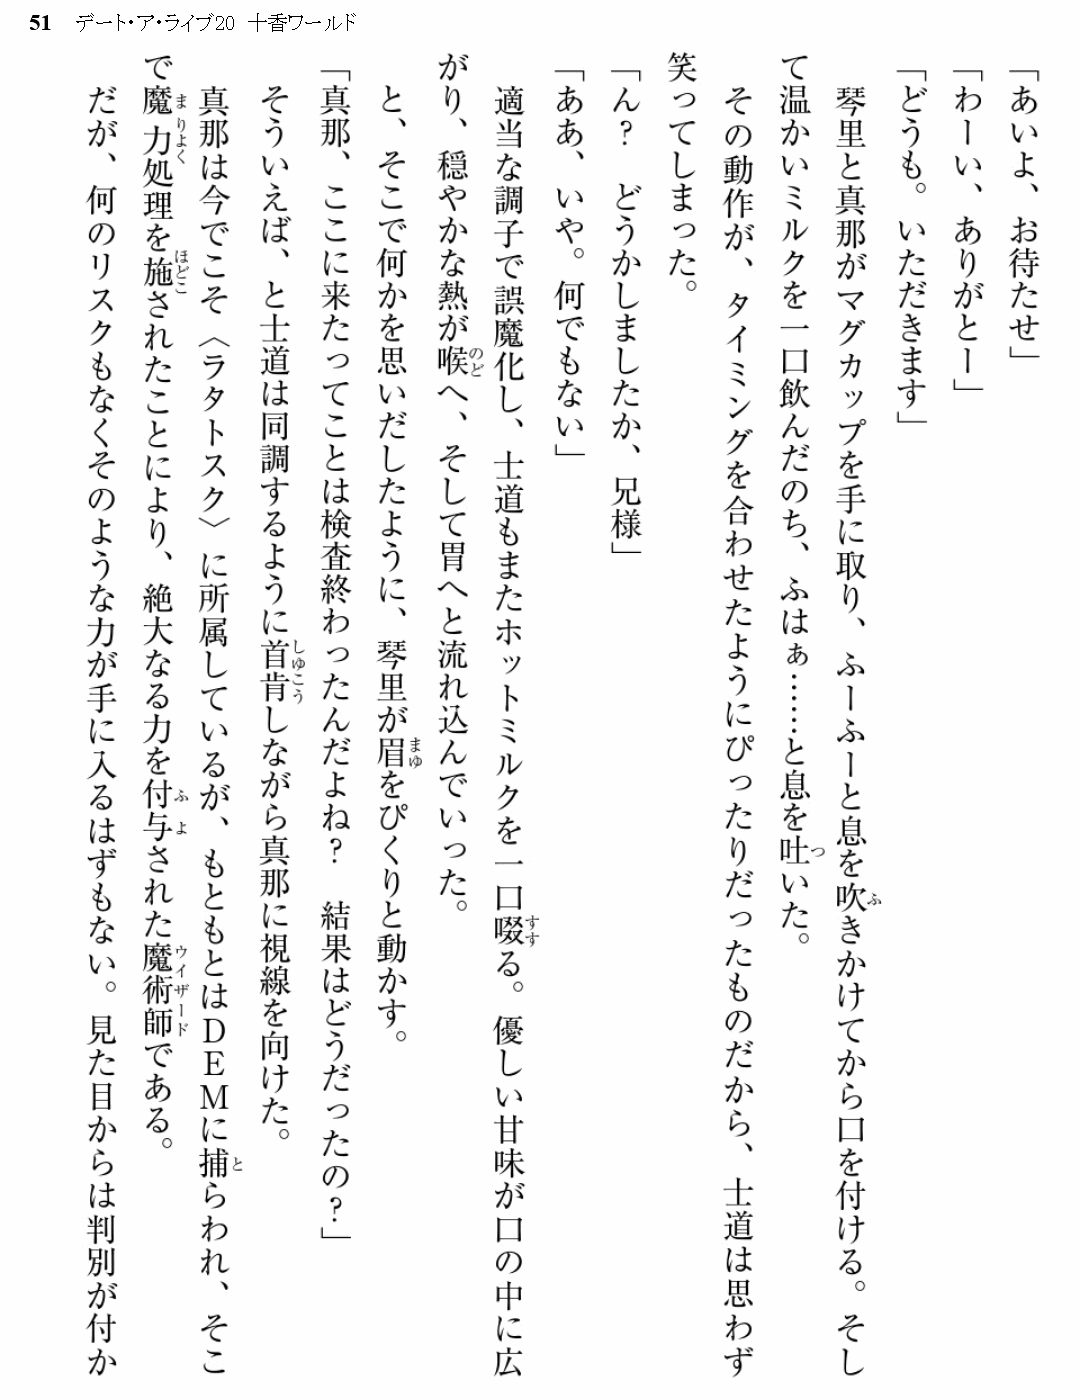 51 デート・ア・ライブ20 十香ワールド
「あいよ、お待たせ」
「わーい、ありがとー」
「どうも。いただきます」
　琴里と真那がマグカップを手に取り、ふーふーと息を吹きかけてから口を付ける。そし
て温かいミルクを一口飲んだのち、ふはぁ……と息を吐いた。
　その動作が、タイミングを合わせたようにぴったりだったものだから、士道は思わず
笑ってしまった。
「ん？　どうかしましたか、兄様」
「ああ、いや。何でもない」
　適当な調子で誤魔化し、士道もまたホットミルクを一口啜る。優しい甘味が口の中に広
がり、穏やかな熱が喉へ、そして胃へと流れ込んでいった。
　と、そこで何かを思いだしたように、琴里が眉をぴくりと動かす。
「真那、ここに来たってことは検査終わったんだよね？　結果はどうだったの？」
　そういえば、と士道は同調するように首肯しながら真那に視線を向けた。
　真那は今でこそ〈ラタトスク〉に所属しているが、もともとはＤＥＭに捕らわれ、そこ
で魔力処理を施されたことにより、絶大なる力を付与された魔術師である。
　だが、何のリスクもなくそのような力が手に入るはずもない。見た目からは判別が付か